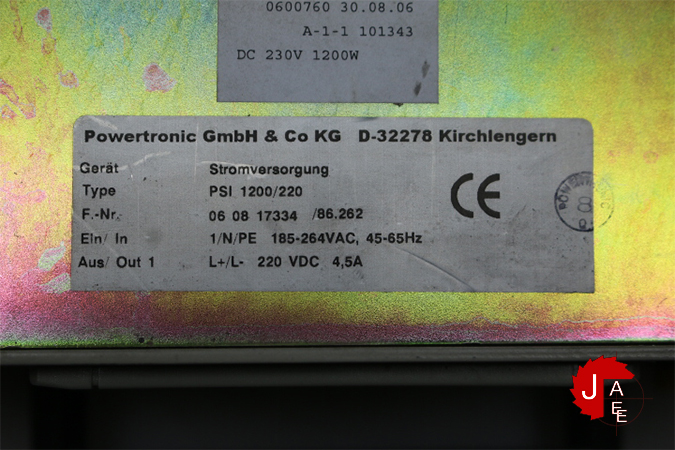 0600760 30.08.06
A-1-1 101343
DC 230V 1200W
Powertronic GmbH & Co KG D-32278 Kirchlengern
Gerät Stromversorgung
Type PSI 1200/220
F.-Nr. 06 08 17334 /86.262
Ein/ In 1/N/PE 185-264VAC, 45-65Hz
Aus/ Out 1 L+/L- 220 VDC 4,5A
CE
8
J
A
E
E